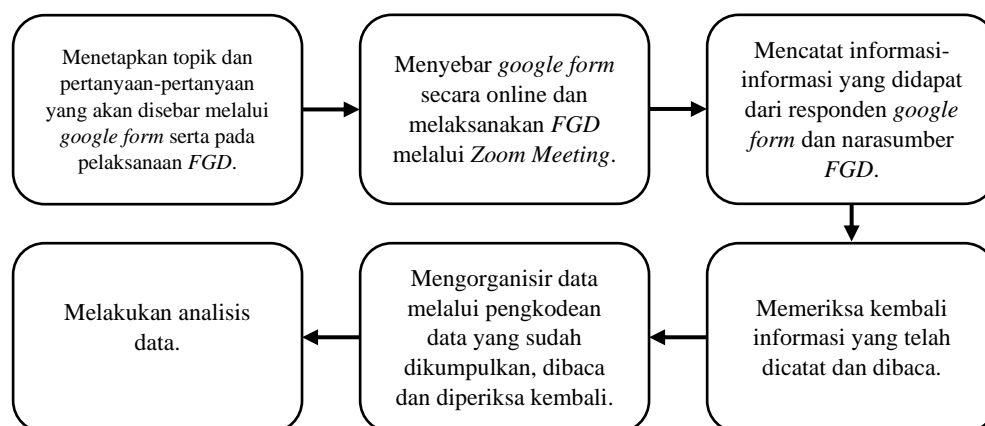 Menetapkan topik dan
pertanyaan-pertanyaan
yang akan disebar melalui
google form serta pada
pelaksanaan FGD.
Menyebar google form
secara online dan
melaksanakan FGD
melalui Zoom Meeting.
Mencatat informasi-
informasi yang didapat
dari responden google
form dan narasumber
FGD.
Memeriksa kembali
informasi yang telah
dicatat dan dibaca.
Mengorganisir data
melalui pengkodean
data yang sudah
dikumpulkan, dibaca
dan diperiksa kembali.
Melakukan analisis
data.